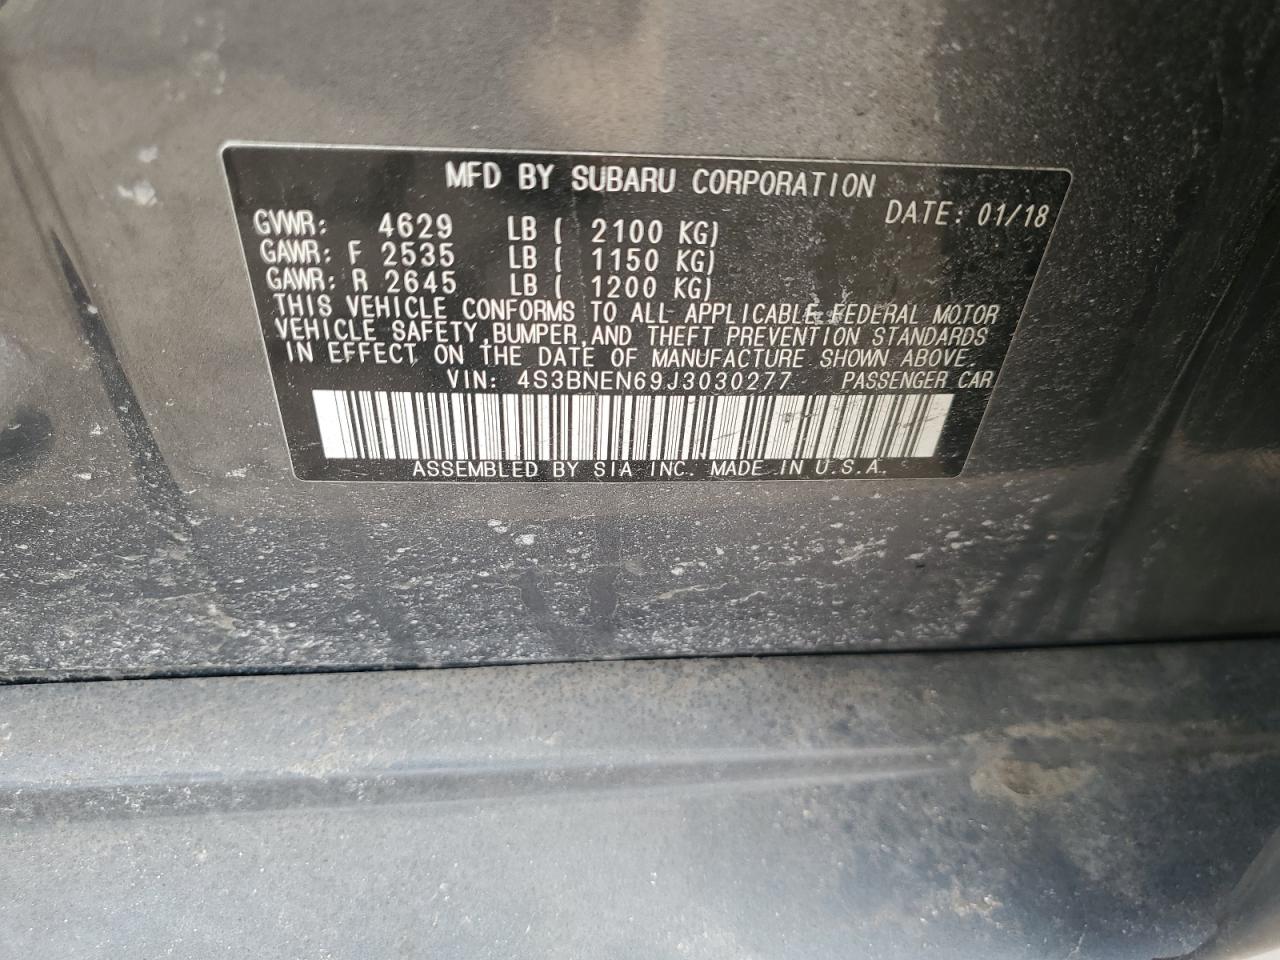 MFD BY SUBARU CORPORATION
DATE: 01/18
GVWR: 4629 LB ( 2100 KG)
GAWR: F 2535 LB ( 1150 KG)
GAWR: R 2645 LB ( 1200 KG)
THIS VEHICLE CONFORMS TO ALL APPLICABLE FEDERAL MOTOR
VEHICLE SAFETY, BUMPER, AND THEFT PREVENTION STANDARDS
IN EFFECT ON THE DATE OF MANUFACTURE SHOWN ABOVE.
VIN: 4S3BNEN69J3030277 PASSENGER CAR
ASSEMBLED BY SIA INC. MADE IN U.S.A.